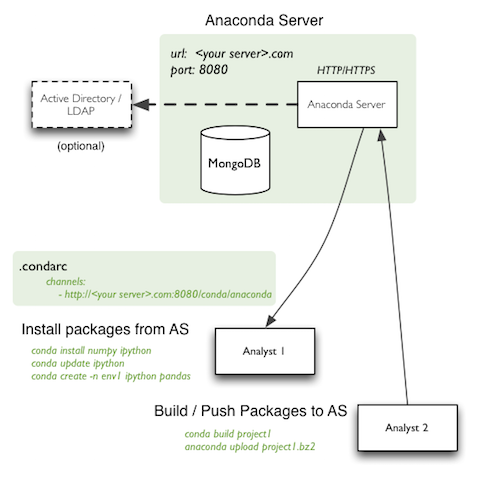 Anaconda Server
url: <your server>.com
port: 8080
HTTP/HTTPS
Active Directory /
LDAP
Anaconda Server
(optional)
MongoDB
.condarc
channels:
- http://<your server>.com:8080/conda/anaconda
Install packages from AS
conda install numpy ipython
conda update ipython
conda create -n env1 ipython pandas
Analyst 1
Build / Push Packages to AS
conda build project1
anaconda upload project1.bz2
Analyst 2